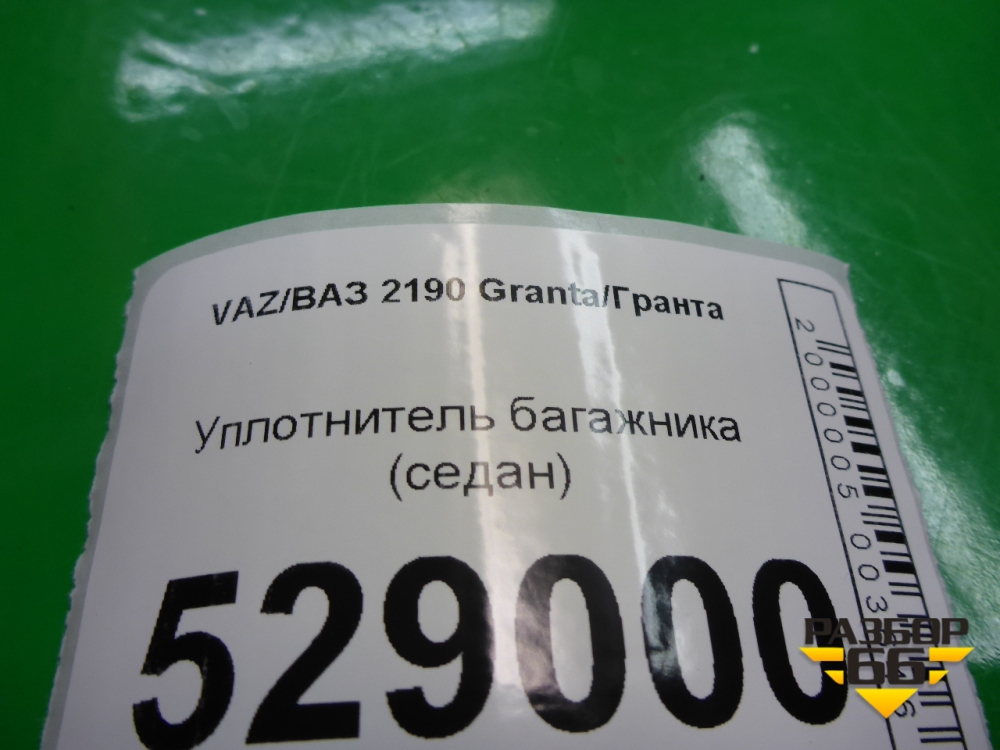 VAZ/ВАЗ 2190 Granta/Гранта
Уплотнитель багажника
(седан)
529000
2000005003
РАЗБОР
66